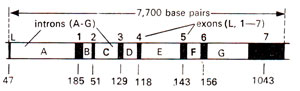 7,700 base pairs
introns (A-G)
exons (L, 1—7)
L 1 2 3 4 5 6 7
A B C D E F G
47 185 51 129 118 143 156 1043